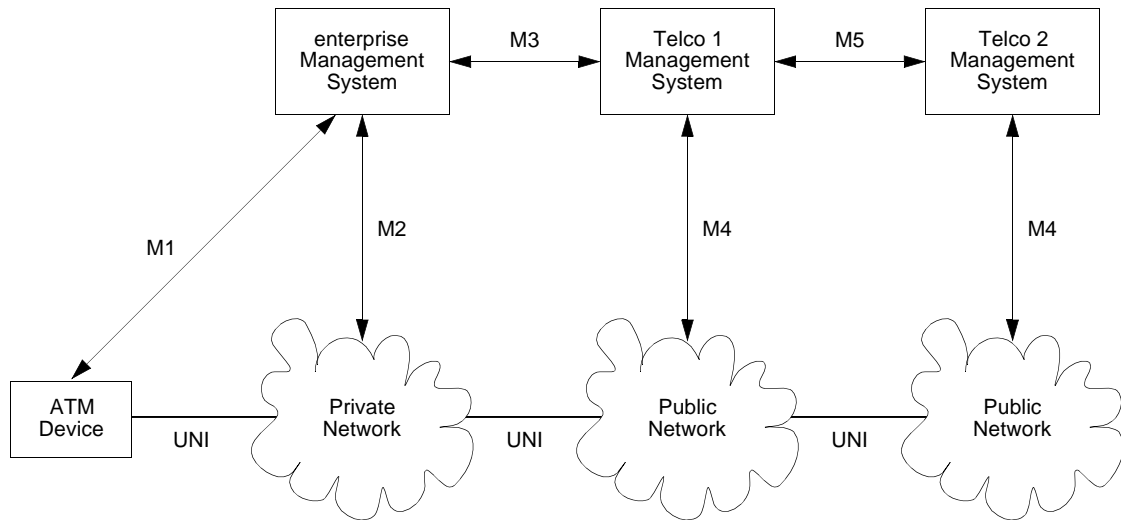 enterprise
Management
System
M3
Telco 1
Management
System
M5
Telco 2
Management
System
M1
M2
M4
M4
ATM
Device
UNI
Private
Network
UNI
Public
Network
UNI
Public
Network